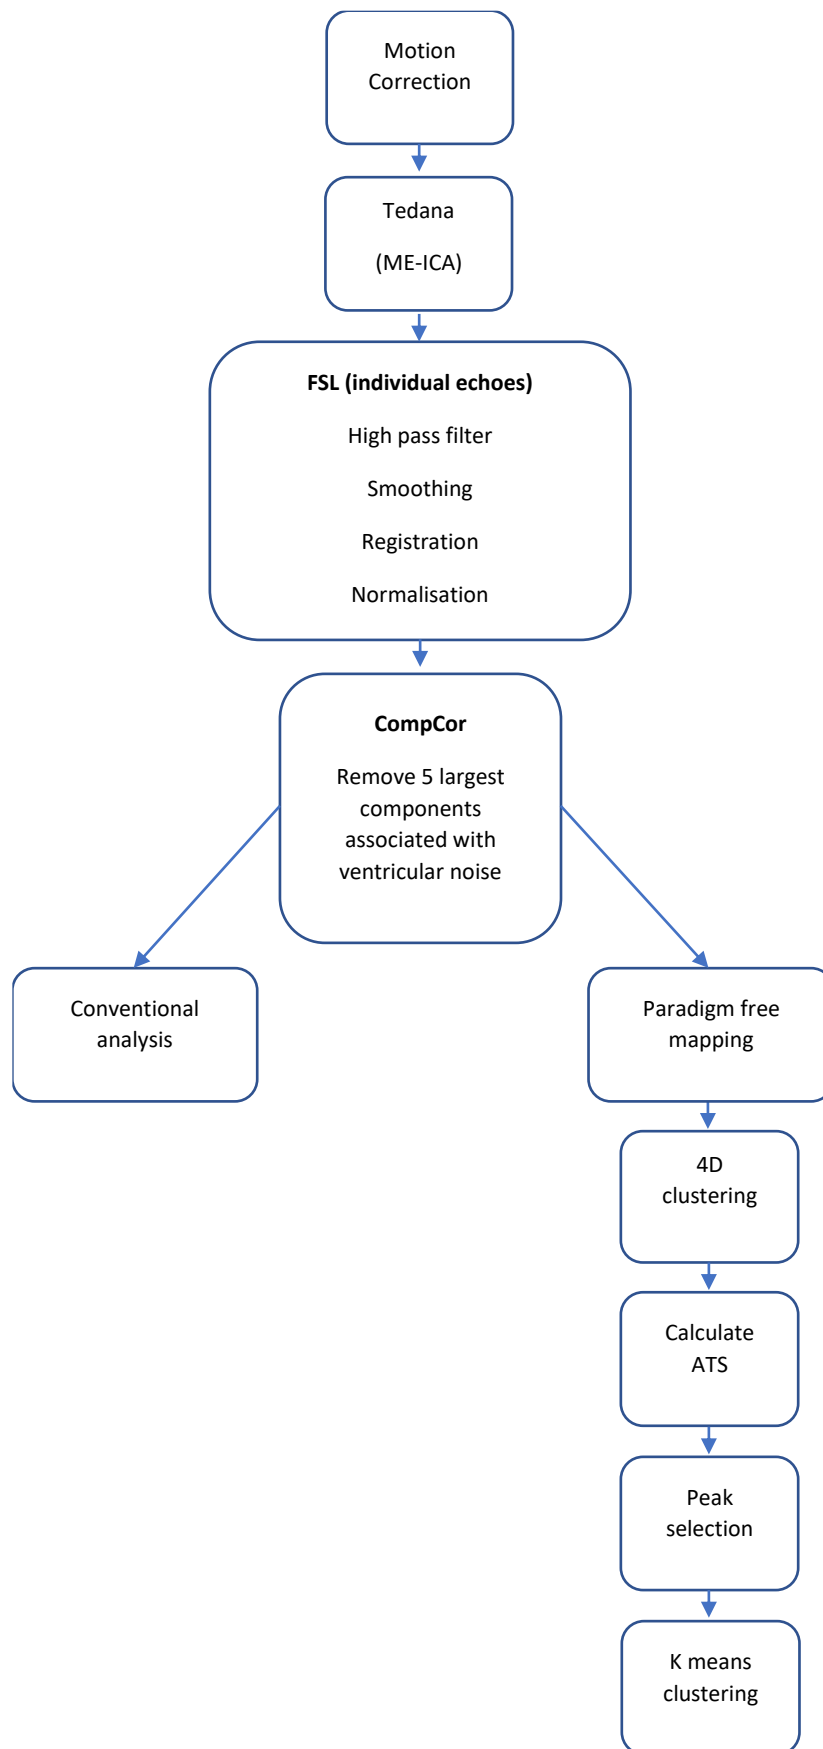 Motion
Correction
Tedana
(ME-ICA)
FSL (individual echoes)
High pass filter
Smoothing
Registration
Normalisation
CompCor
Remove 5 largest
components
associated with
ventricular noise
Conventional
analysis
Paradigm free
mapping
4D
clustering
Calculate
ATS
Peak
selection
K means
clustering